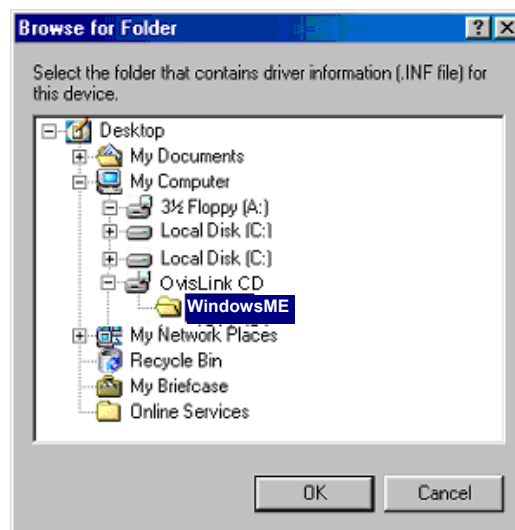 Browse for Folder
Select the folder that contains driver information (.INF file) for
this device.
Desktop
My Documents
My Computer
3½ Floppy (A:)
Local Disk (C:)
Local Disk (C:)
OvisLink CD
WindowsME
My Network Places
Recycle Bin
My Briefcase
Online Services
OK
Cancel